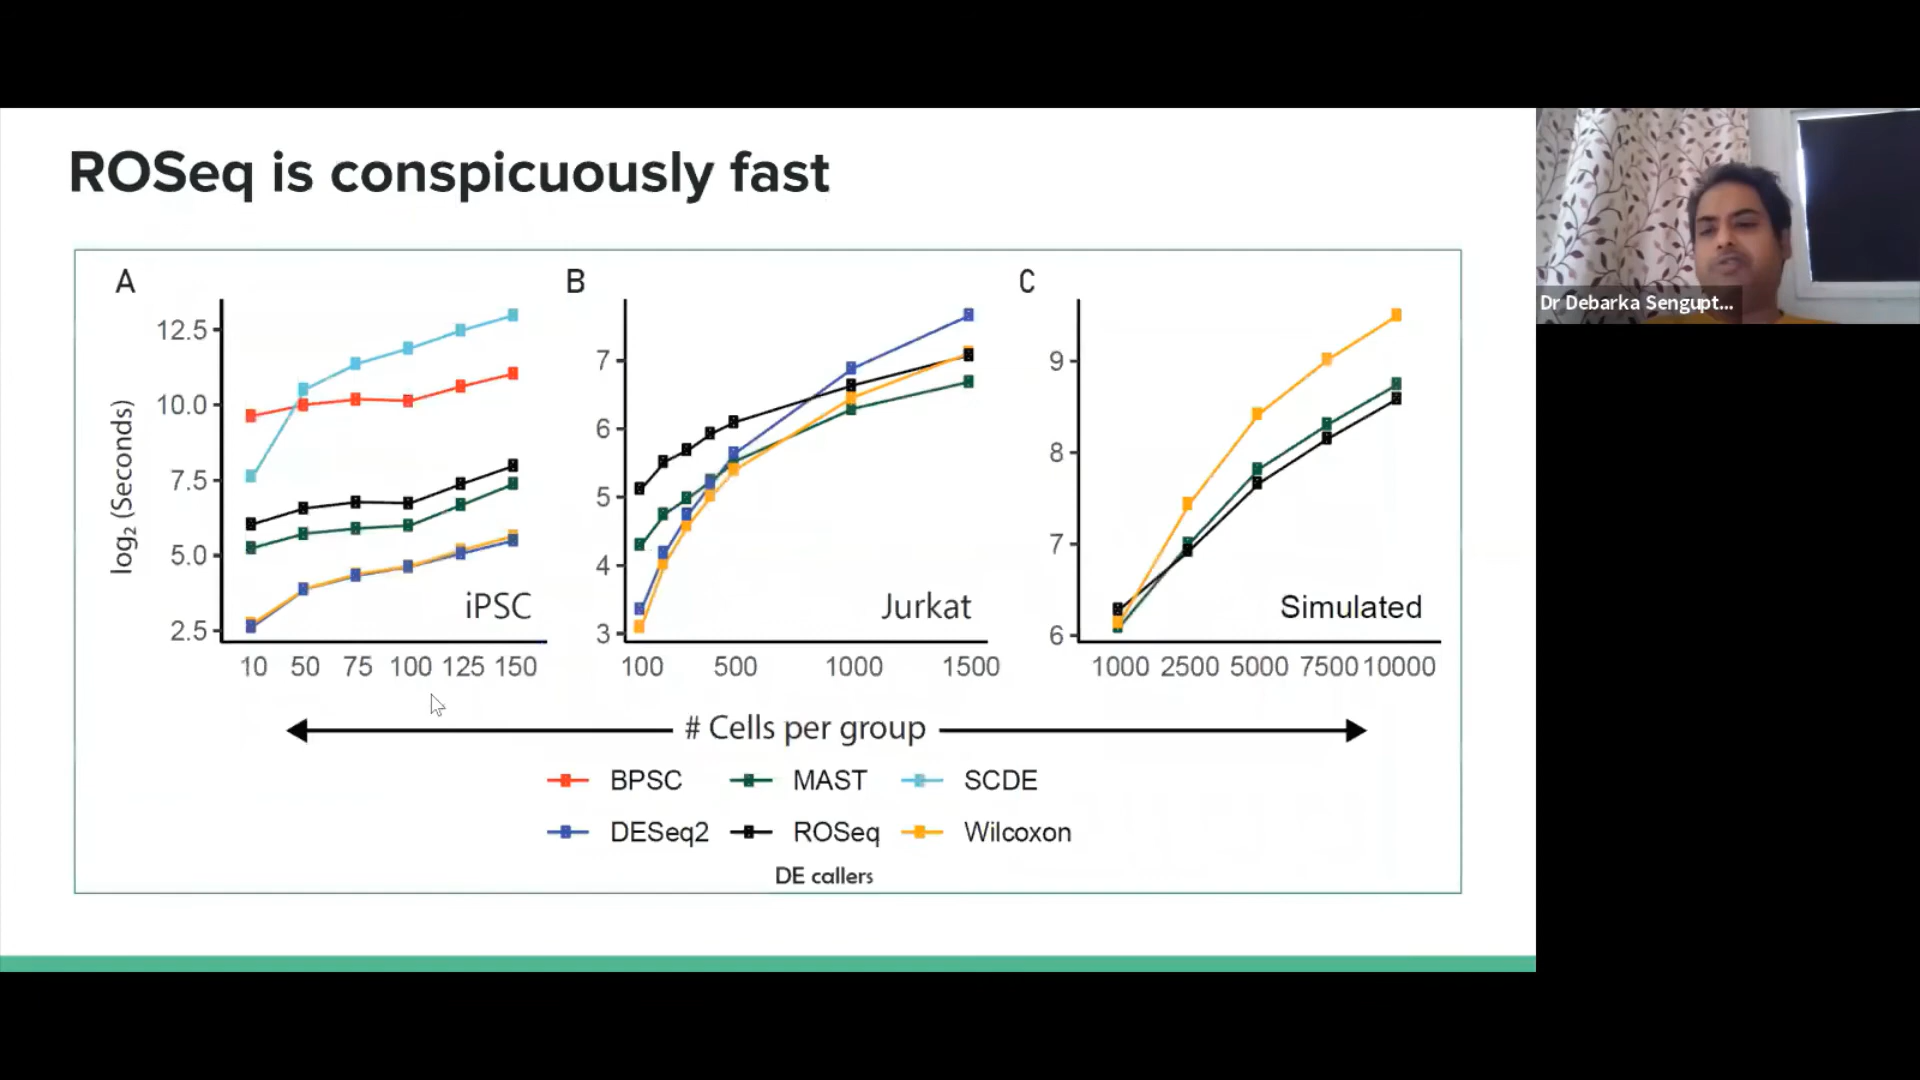 ROSeq is conspicuously fast
Dr Debarka Sengupt...
A
B
C
log₂ (Seconds)
12.5
10.0
7.5
5.0
2.5
iPSC
10 50 75 100 125 150
7
6
5
4
3
Jurkat
100 500 1000 1500
9
8
7
6
Simulated
1000 2500 5000 7500 10000
# Cells per group
BPSC MAST SCDE
DESeq2 ROSeq Wilcoxon
DE callers